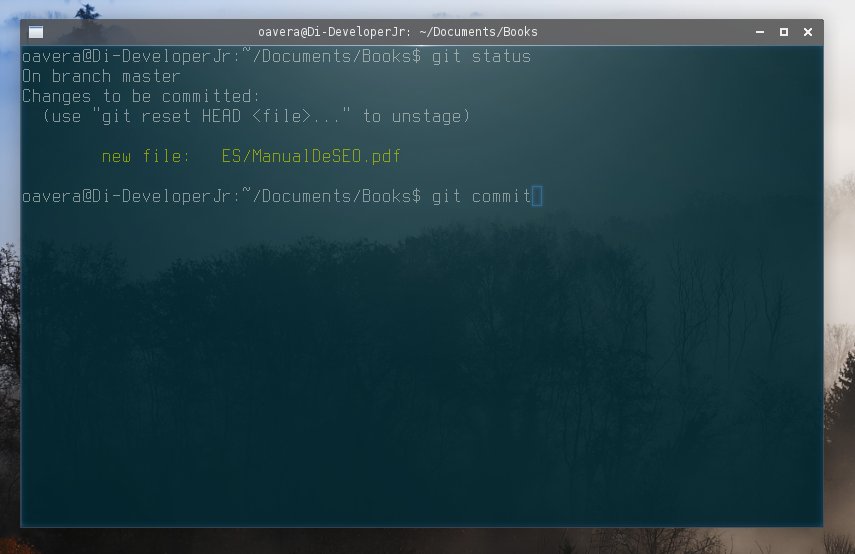 oavera@Di-DeveloperJr: ~/Documents/Books
oavera@Di-DeveloperJr:~/Documents/Books$ git status
On branch master
Changes to be committed:
  (use "git reset HEAD <file>..." to unstage)
        new file:   ES/ManualDeSEO.pdf
oavera@Di-DeveloperJr:~/Documents/Books$ git commit